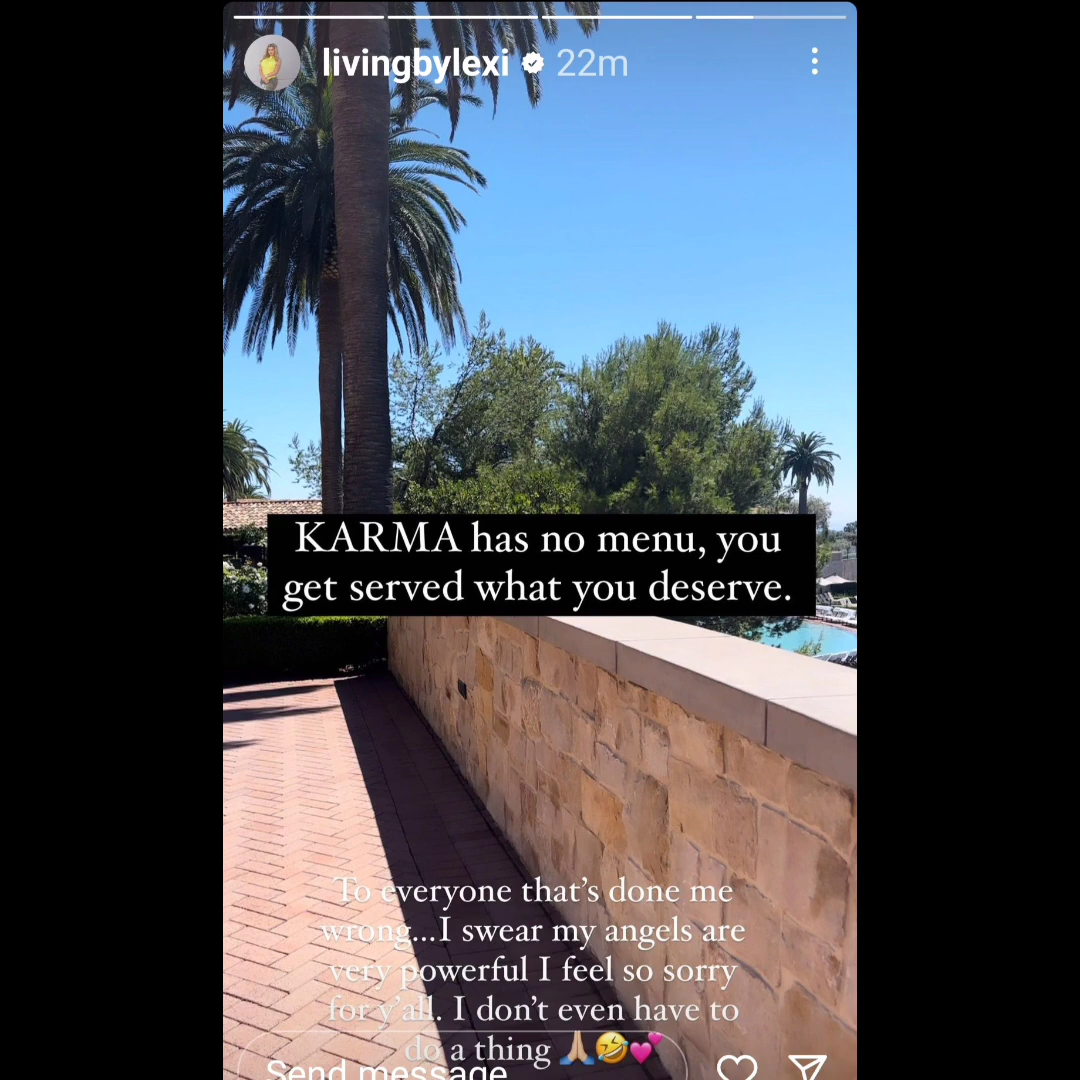 livingbylexi 22m
KARMA has no menu, you
get served what you deserve.
To everyone that's done me
wrong...I swear my angels are
very powerful I feel so sorry
for y'all. I don't even have to
do a thing 🙏🏼🤣💕
Send message